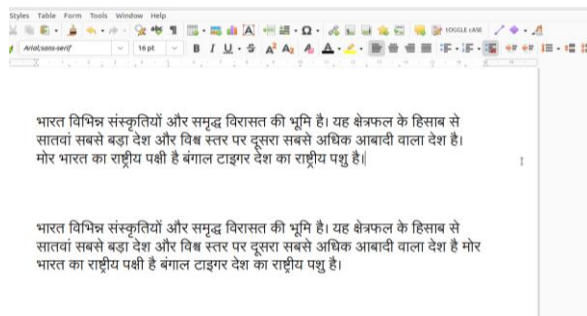 Styles Table Form Tools Window Help
TOGGLE CASE
Arial;sans-serif 16 pt B I U S
भारत विभिन्न संस्कृतियों और समृद्ध विरासत की भूमि है। यह क्षेत्रफल के हिसाब से
सातवां सबसे बड़ा देश और विश्व स्तर पर दूसरा सबसे अधिक आबादी वाला देश है।
मोर भारत का राष्ट्रीय पक्षी है बंगाल टाइगर देश का राष्ट्रीय पशु है।
भारत विभिन्न संस्कृतियों और समृद्ध विरासत की भूमि है। यह क्षेत्रफल के हिसाब से
सातवां सबसे बड़ा देश और विश्व स्तर पर दूसरा सबसे अधिक आबादी वाला देश है मोर
भारत का राष्ट्रीय पक्षी है बंगाल टाइगर देश का राष्ट्रीय पशु है।